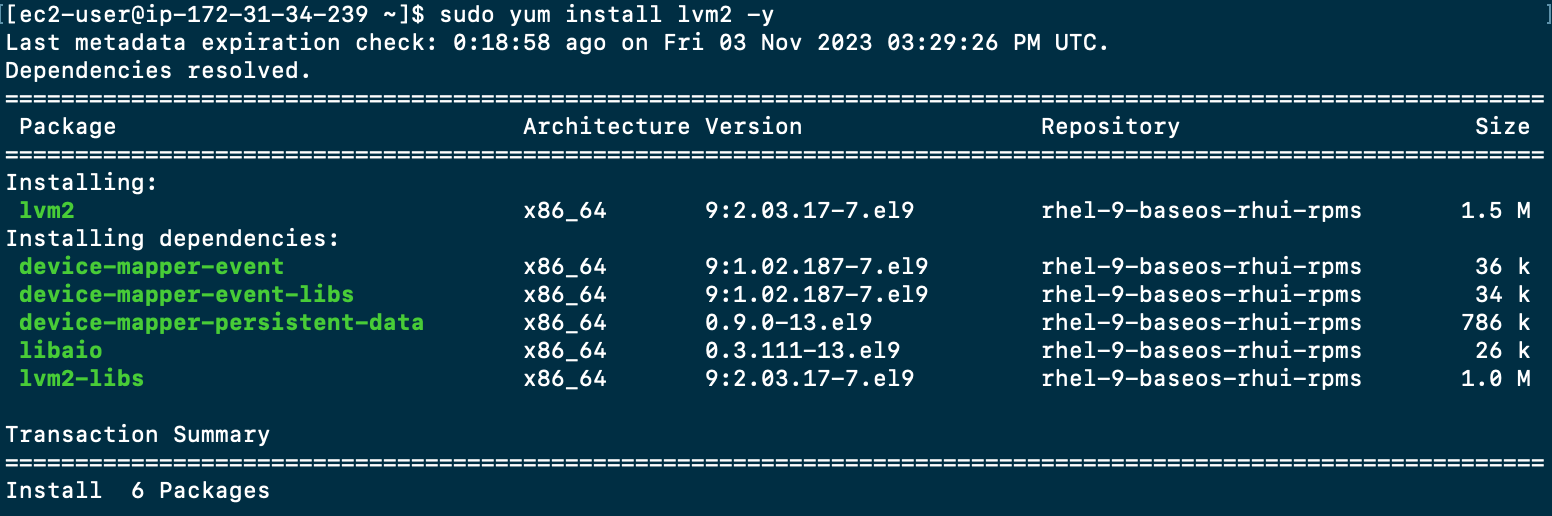 [[ec2-user@ip-172-31-34-239 ~]$ sudo yum install lvm2 -y ]
Last metadata expiration check: 0:18:58 ago on Fri 03 Nov 2023 03:29:26 PM UTC.
Dependencies resolved.
================================================================================================================
Package Architecture Version Repository Size
================================================================================================================
Installing:
lvm2 x86_64 9:2.03.17-7.el9 rhel-9-baseos-rhui-rpms 1.5 M
Installing dependencies:
device-mapper-event x86_64 9:1.02.187-7.el9 rhel-9-baseos-rhui-rpms 36 k
device-mapper-event-libs x86_64 9:1.02.187-7.el9 rhel-9-baseos-rhui-rpms 34 k
device-mapper-persistent-data x86_64 0.9.0-13.el9 rhel-9-baseos-rhui-rpms 786 k
libaio x86_64 0.3.111-13.el9 rhel-9-baseos-rhui-rpms 26 k
lvm2-libs x86_64 9:2.03.17-7.el9 rhel-9-baseos-rhui-rpms 1.0 M
Transaction Summary
================================================================================================================
Install 6 Packages